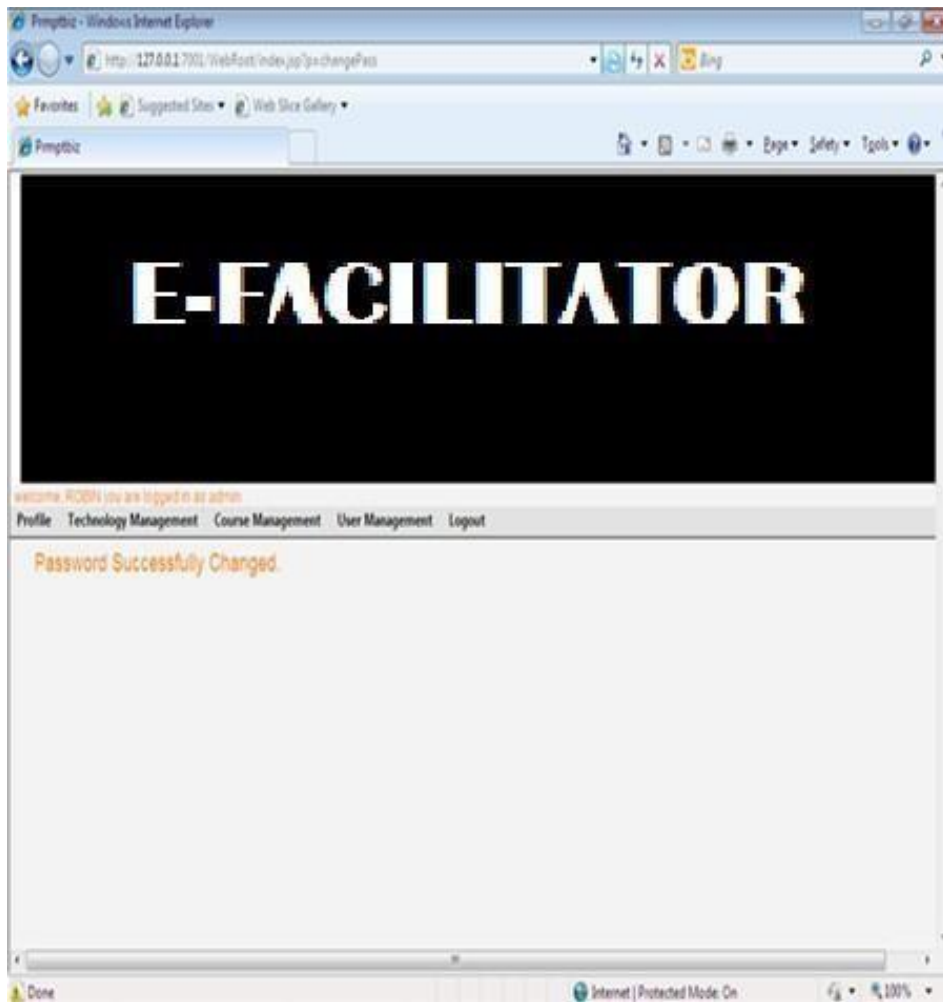 Prmptbiz - Windows Internet Explorer
http://127.0.0.1:7001/WebRoot/index.jsp?p=changePass
Bing
Favorites Suggested Sites Web Slice Gallery
Prmptbiz
Page Safety Tools
E-FACILITATOR
welcome, ROBIN you are logged in as admin
Profile Technology Management Course Management User Management Logout
Password Successfully Changed.
Done
Internet | Protected Mode: On
100%